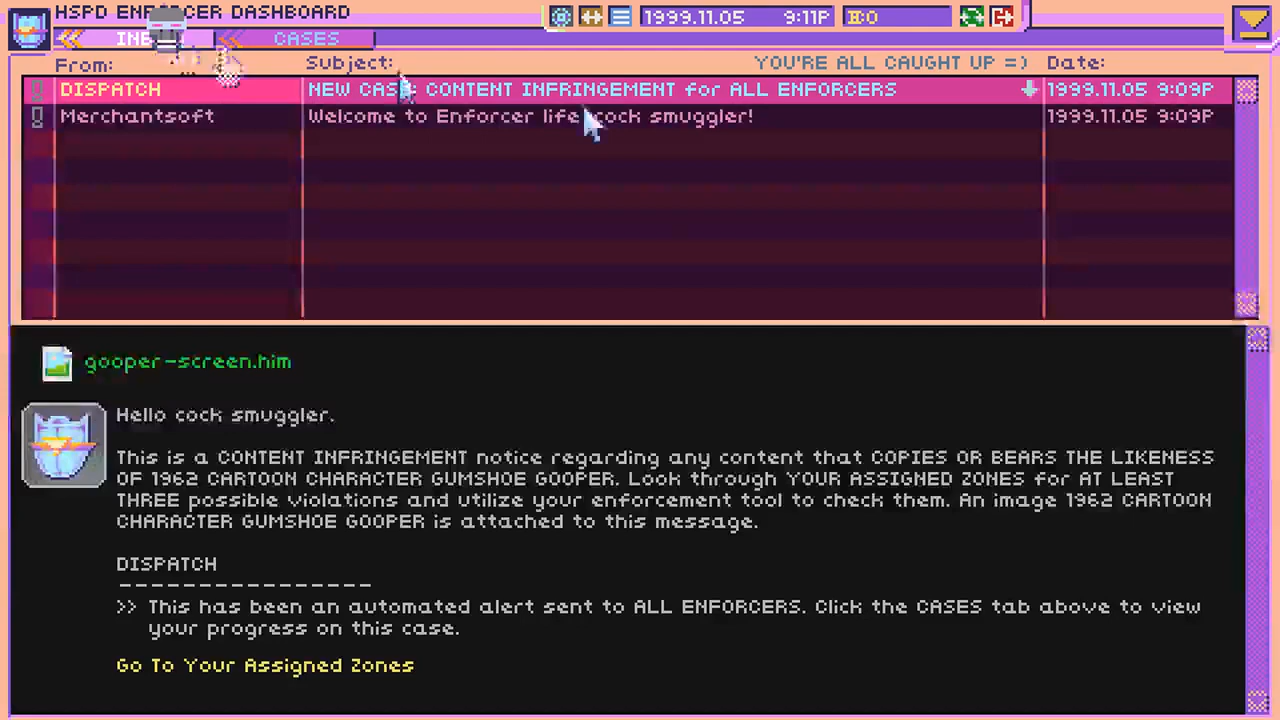 HSPD ENFORCER DASHBOARD
1999.11.05 9:11P
0
CASES
From: Subject: YOU'RE ALL CAUGHT UP =) Date:
DISPATCH NEW CASE: CONTENT INFRINGEMENT for ALL ENFORCERS 1999.11.05 9:09P
Merchantsoft Welcome to Enforcer life cock smuggler! 1999.11.05 9:09P
gooper-screen.him
Hello cock smuggler.
This is a CONTENT INFRINGEMENT notice regarding any content that COPIES OR BEARS THE LIKENESS
OF 1962 CARTOON CHARACTER GUMSHOE GOOPER. Look through YOUR ASSIGNED ZONES for AT LEAST
THREE possible violations and utilize your enforcement tool to check them. An image 1962 CARTOON
CHARACTER GUMSHOE GOOPER is attached to this message.
DISPATCH
----------------
>> This has been an automated alert sent to ALL ENFORCERS. Click the CASES tab above to view
your progress on this case.
Go To Your Assigned Zones